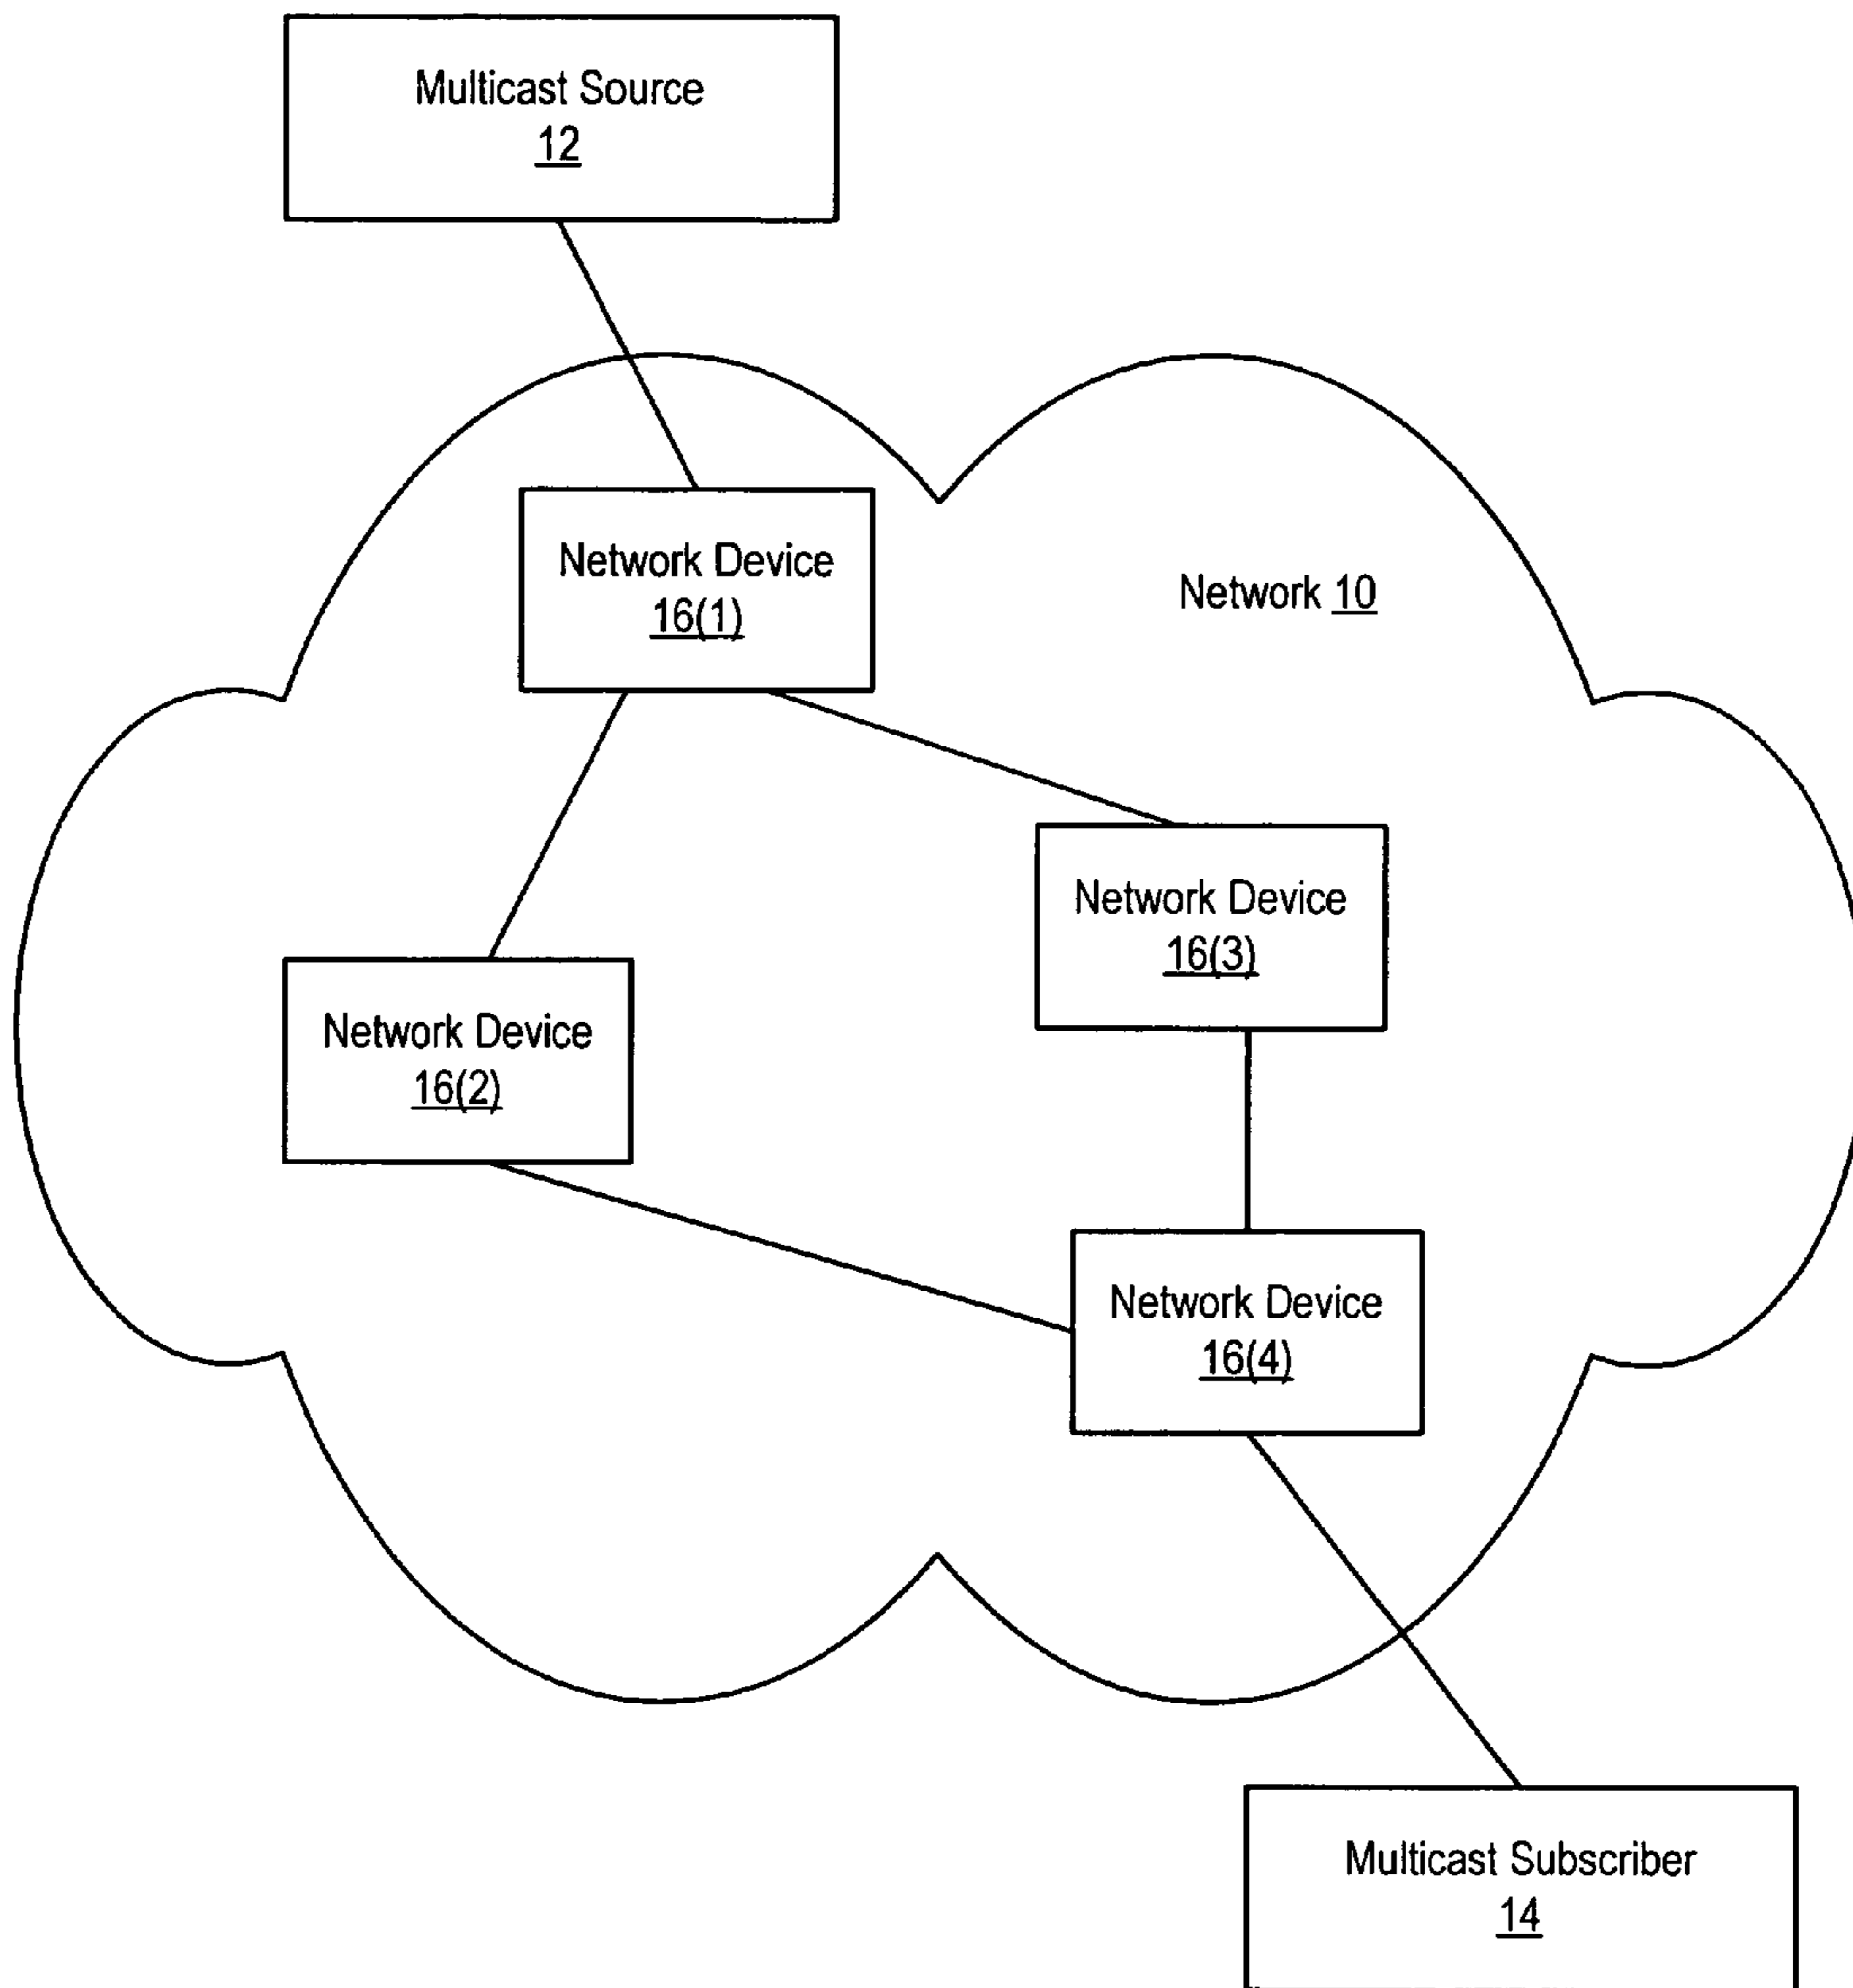 Multicast Source
12
Network Device
16(1)
Network 10
Network Device
16(3)
Network Device
16(2)
Network Device
16(4)
Multicast Subscriber
14